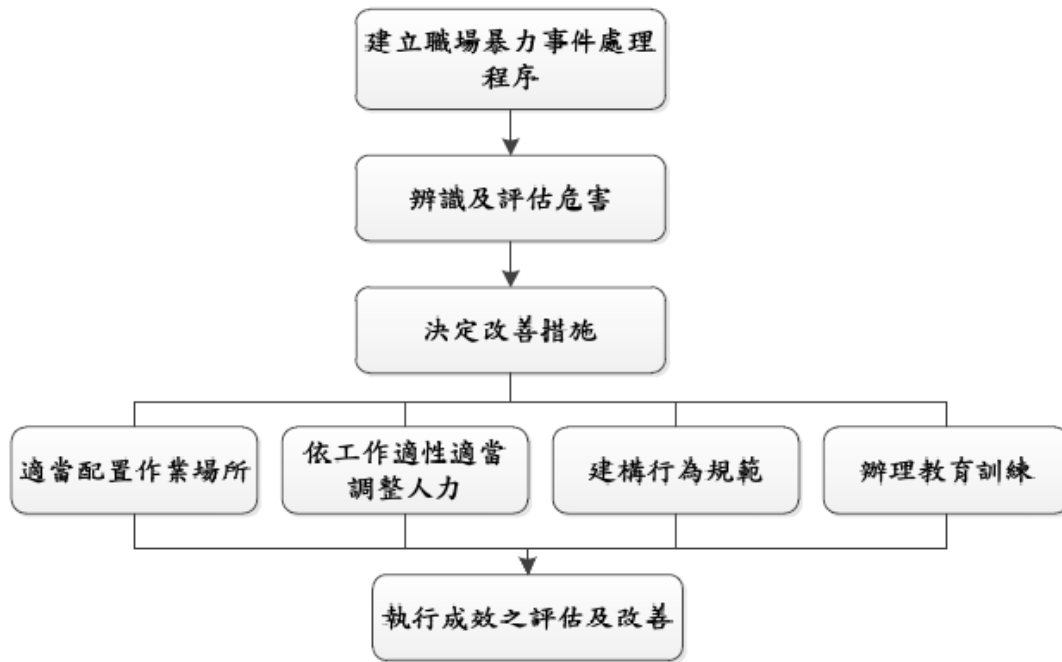 建立職場暴力事件處理
程序
辨識及評估危害
決定改善措施
適當配置作業場所
依工作適性適當
調整人力
建構行為規範
辦理教育訓練
執行成效之評估及改善